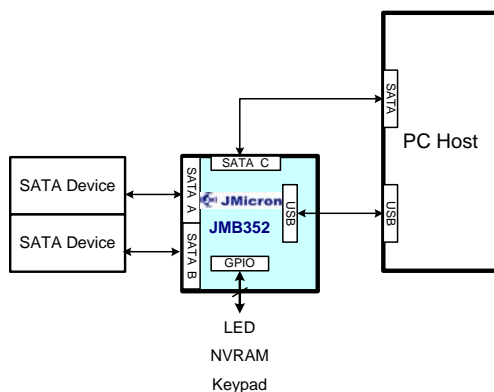 SATA
PC Host
SATA C
SATA Device
SATA A
JMicron
USB
USB
JMB352
SATA Device
SATA B
GPIO
LED
NVRAM
Keypad